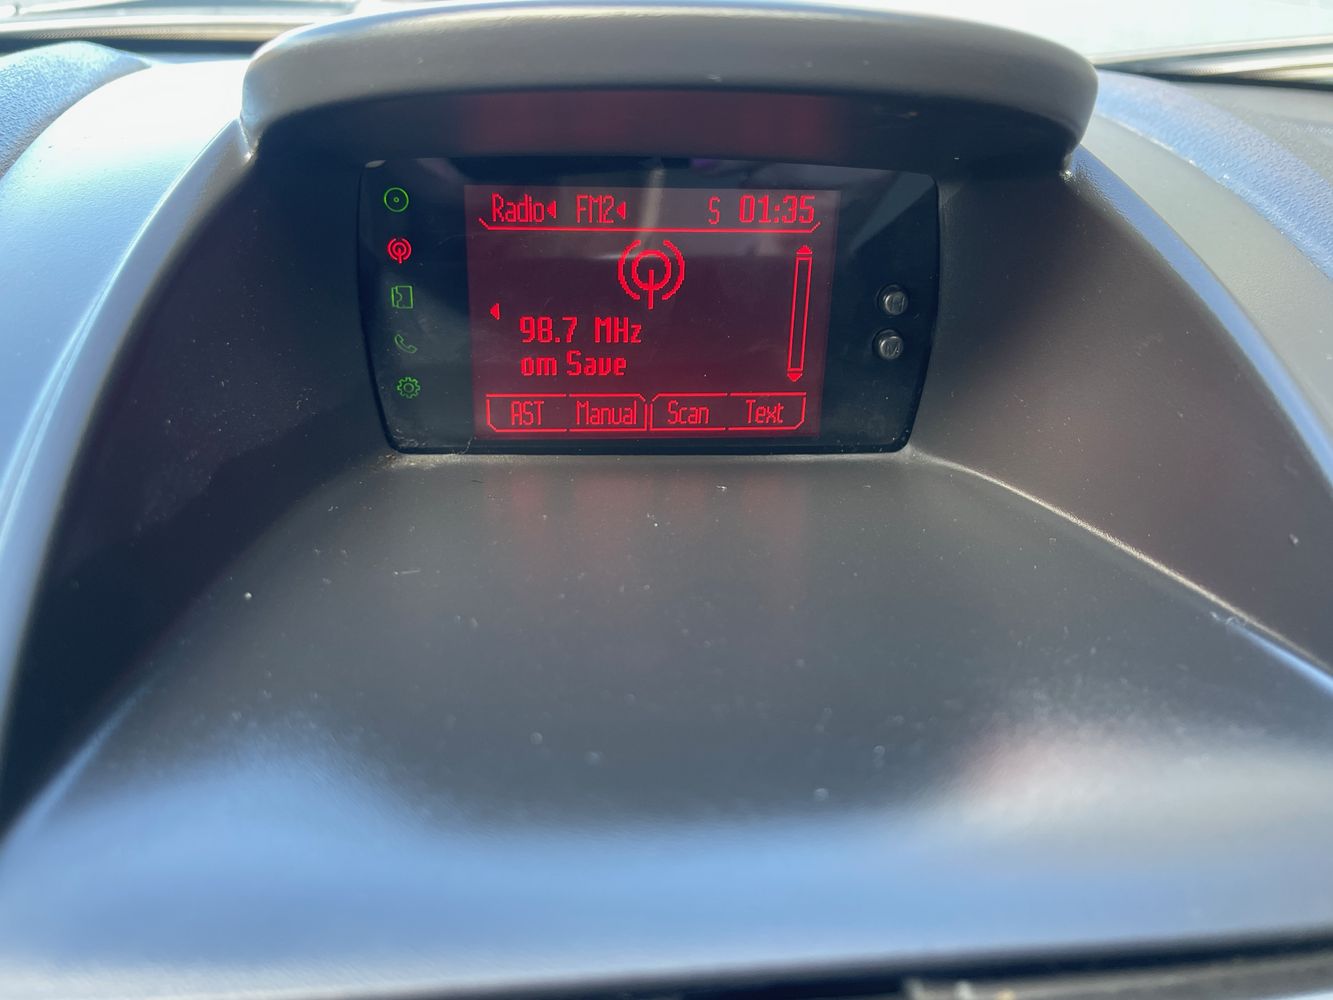 Radio FM2 S 01:35
98.7 MHz
om Save
AST Manual Scan Text